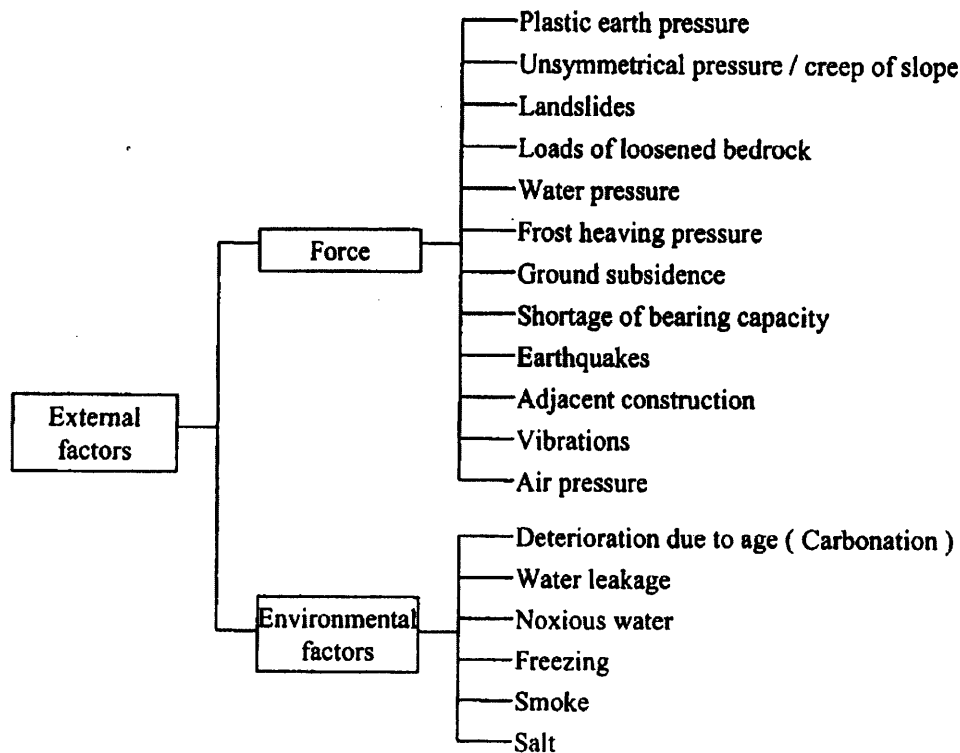 Plastic earth pressure
Unsymmetrical pressure / creep of slope
Landslides
Loads of loosened bedrock
Water pressure
Force
Frost heaving pressure
Ground subsidence
Shortage of bearing capacity
Earthquakes
External
factors
Adjacent construction
Vibrations
Air pressure
Deterioration due to age ( Carbonation )
Water leakage
Environmental
factors
Noxious water
Freezing
Smoke
Salt